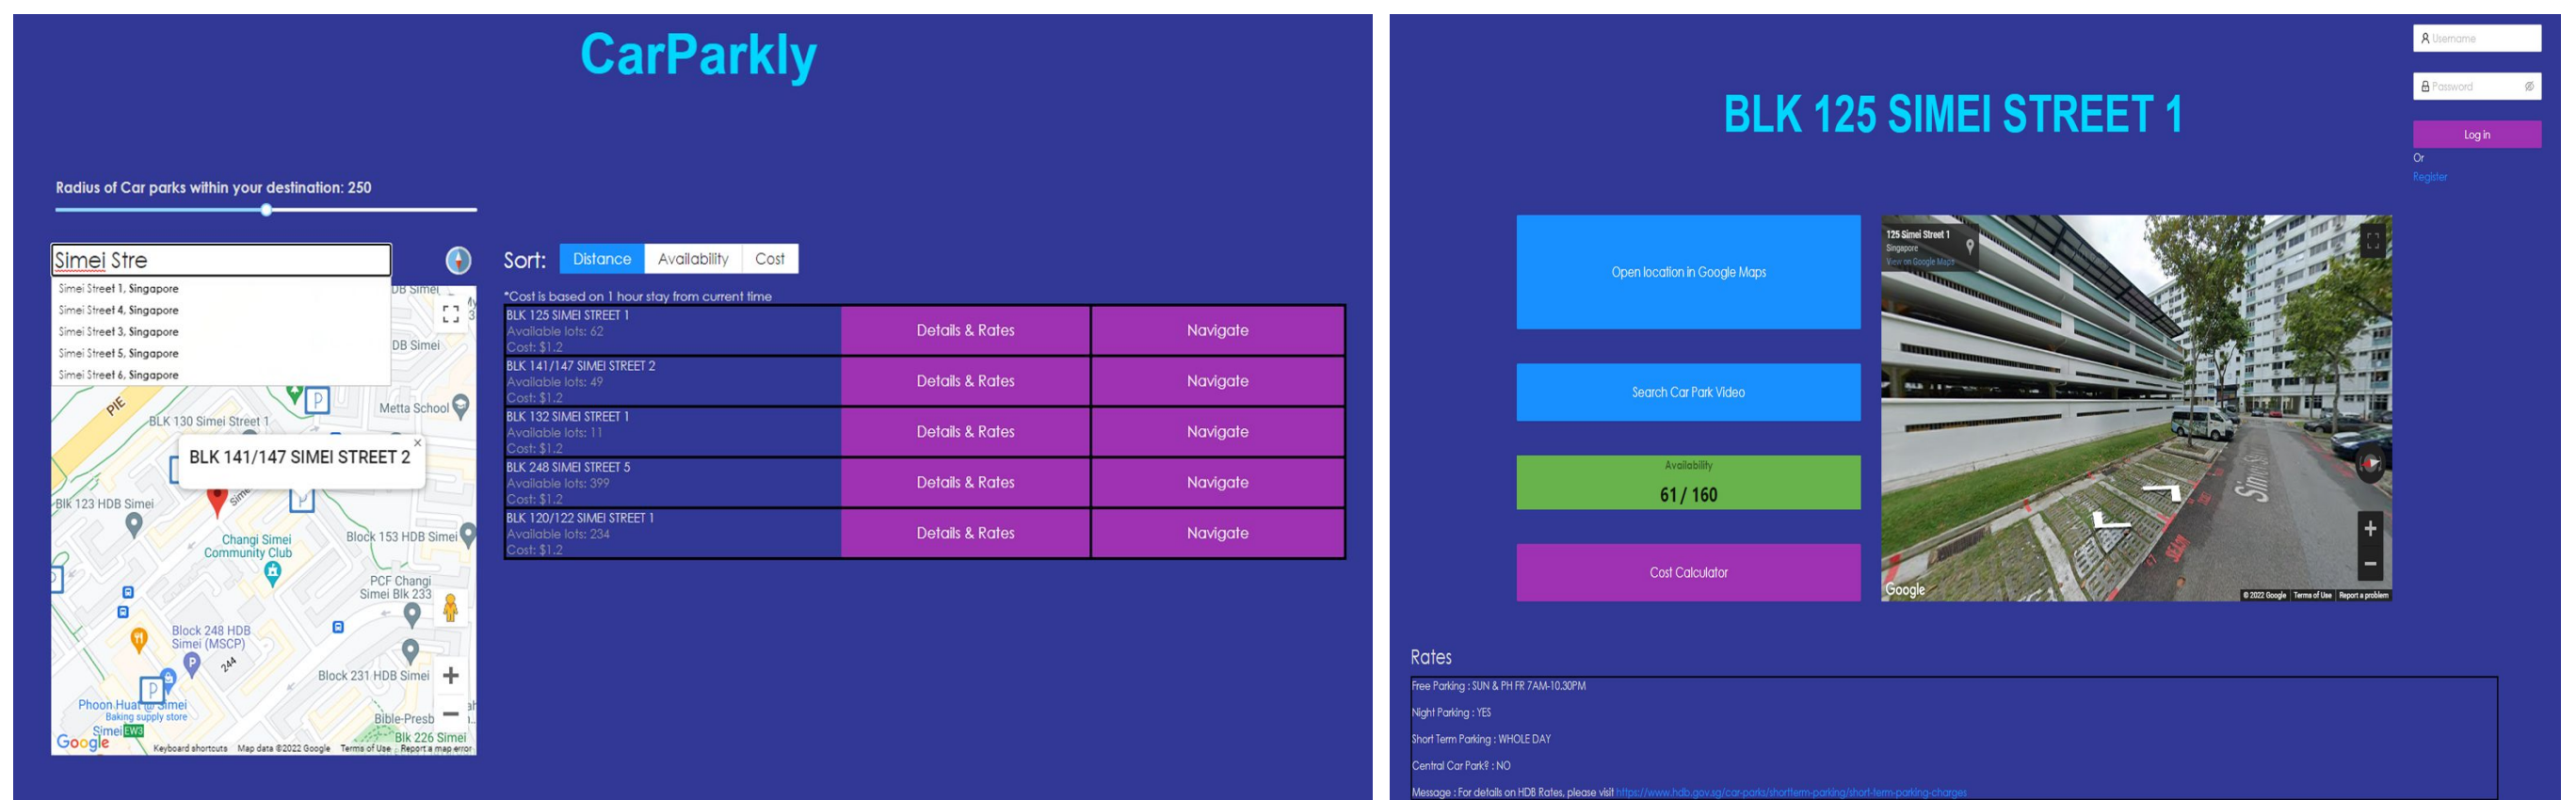 CarParkly
Radius of Car parks within your destination: 250
Simei Stre
Simei Street 1, Singapore
Simei Street 4, Singapore
Simei Street 3, Singapore
Simei Street 5, Singapore
Simei Street 6, Singapore
DB Simei
DB Simei
PIE
Metta School
BLK 130 Simei Street 1
BLK 141/147 SIMEI STREET 2
Blk 123 HDB Simei
Changi Simei
Community Club
Block 153 HDB Simei
PCF Changi
Simei Blk 233
Block 248 HDB
Simei (MSCP)
244
Block 231 HDB Simei
Phoon Huat @ Simei
Baking supply store
Bible-Presb
Simei EW3
Blk 226 Simei
Google
Keyboard shortcuts Map data ©2022 Google Terms of Use Report a map error
Sort: Distance Availability Cost
*Cost is based on 1 hour stay from current time
BLK 125 SIMEI STREET 1
Available lots: 62
Cost: $1.2
Details & Rates Navigate
BLK 141/147 SIMEI STREET 2
Available lots: 49
Cost: $1.2
Details & Rates Navigate
BLK 132 SIMEI STREET 1
Available lots: 11
Cost: $1.2
Details & Rates Navigate
BLK 248 SIMEI STREET 5
Available lots: 399
Cost: $1.2
Details & Rates Navigate
BLK 120/122 SIMEI STREET 1
Available lots: 234
Cost: $1.2
Details & Rates Navigate
Username
Password
Log in
Or
Register
BLK 125 SIMEI STREET 1
Open location in Google Maps
Search Car Park Video
Availability
61 / 160
Cost Calculator
125 Simei Street 1
Singapore
View on Google Maps
Google
© 2022 Google Terms of Use Report a problem
Rates
Free Parking : SUN & PH FR 7AM-10.30PM
Night Parking : YES
Short Term Parking : WHOLE DAY
Central Car Park? : NO
Message : For details on HDB Rates, please visit https://www.hdb.gov.sg/car-parks/shortterm-parking/short-term-parking-charges